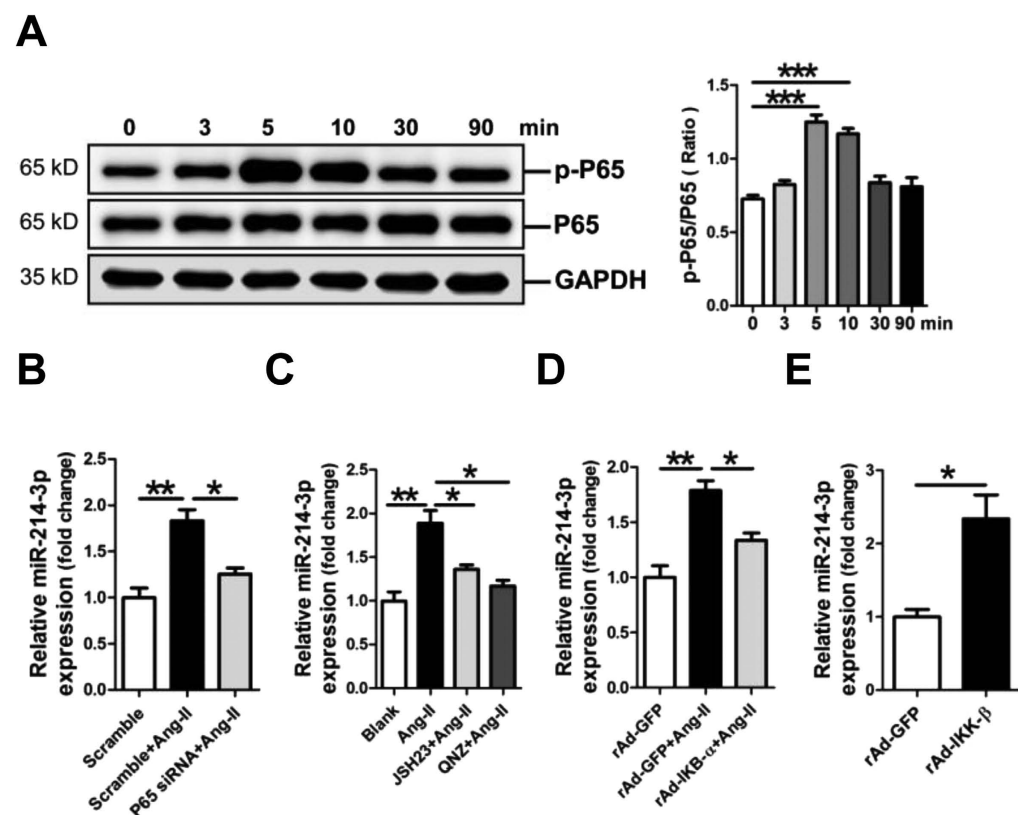 A
0 3 5 10 30 90 min
65 kD p-P65
65 kD P65
35 kD GAPDH
p-P65/P65 ( Ratio)
1.5
1.0
0.5
0.0
***
***
0 3 5 10 30 90 min
B
Relative miR-214-3p
expression (fold change)
2.5
2.0
1.5
1.0
0.5
0.0
** *
Scramble
Scramble+Ang-II
P65 siRNA+Ang-II
C
Relative miR-214-3p
expression (fold change)
2.5
2.0
1.5
1.0
0.5
0.0
*
** *
Blank
Ang-II
JSH23+Ang-II
QNZ+Ang-II
D
Relative miR-214-3p
expression (fold change)
2.0
1.5
1.0
0.5
0.0
** *
rAd-GFP
rAd-GFP+Ang-II
rAd-IKB-α+Ang-II
E
Relative miR-214-3p
expression (fold change)
3
2
1
0
*
rAd-GFP
rAd-IKK-β